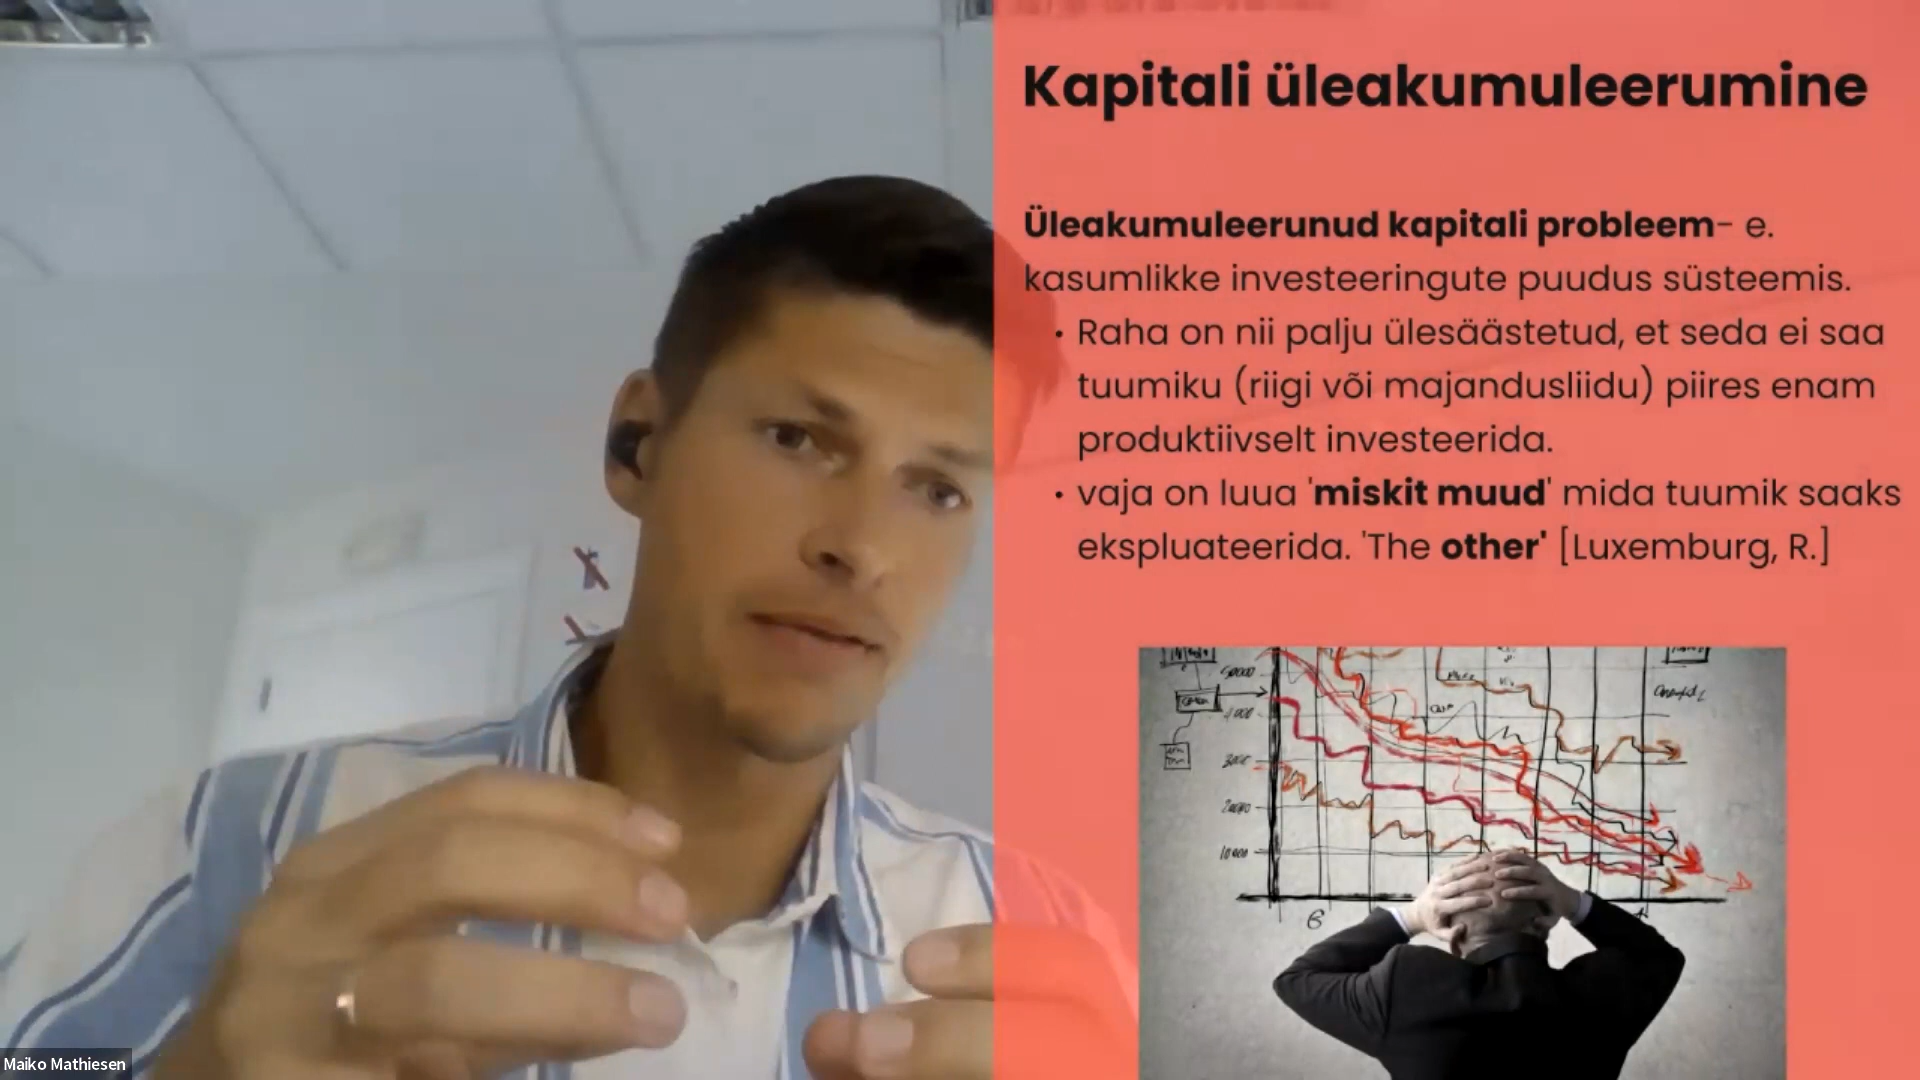 Kapitali üleakumuleerumine
Üleakumuleerunud kapitali probleem- e.
kasumlikke investeeringute puudus süsteemis.
• Raha on nii palju ülesäästetud, et seda ei saa
tuumiku (riigi või majandusliidu) piires enam
produktiivselt investeerida.
• vaja on luua 'miskit muud' mida tuumik saaks
ekspluateerida. 'The other' [Luxemburg, R.]
Maiko Mathiesen